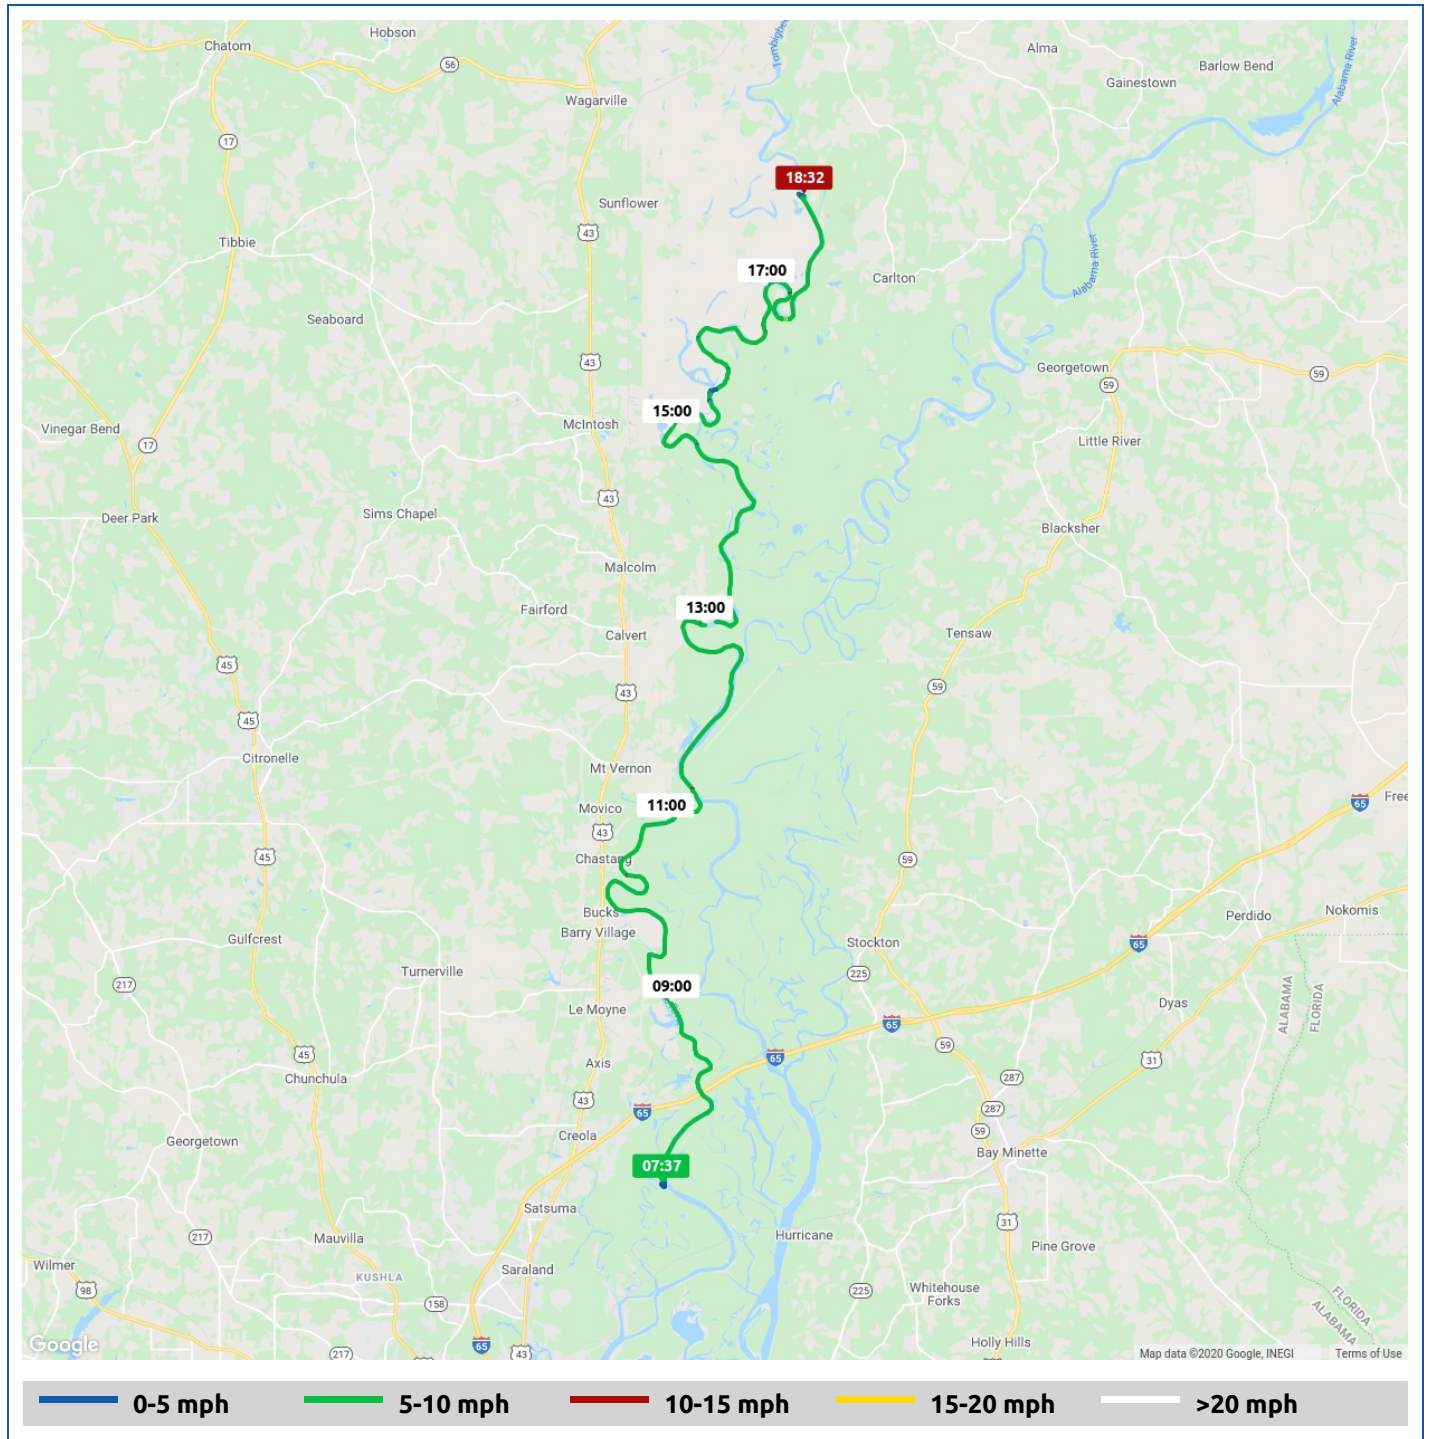 Hobson
Chatom
Alma
Tombigbee
56
Barlow Bend
Gainestown
Alabama River
Wagarville
17
18:32
Sunflower
43
Tibbie
Alabama River
17:00
Carlton
Seaboard
43
Georgetown
59
59
15:00
McIntosh
Vinegar Bend
17
Little River
43
Sims Chapel
Deer Park
Blacksher
Malcolm
13:00
Fairford
Calvert
Tensaw
45
59
43
45
Citronelle
Mt Vernon
Free
65
11:00
Movico
43
45
Chastang
59
Bucks
Nokomis
Perdido
Barry Village
Gulfcrest
Stockton
65
Turnerville
225
217
09:00
ALABAMA
FLORIDA
Dyas
Le Moyne
65
59
45
65
31
Axis
Chunchula
287
43
65
287
59
Creola
Georgetown
Bay Minette
07:37
Satsuma
31
217
Mauvilla
Hurricane
Pine Grove
Wilmer
Saraland
KUSHLA
98
225
Whitehouse
Forks
158
FLORIDA
ALABAMA
Google
65
Holly Hills
217
43
Map data ©2020 Google, INEGI
Terms of Use
0-5 mph
5-10 mph
10-15 mph
15-20 mph
>20 mph